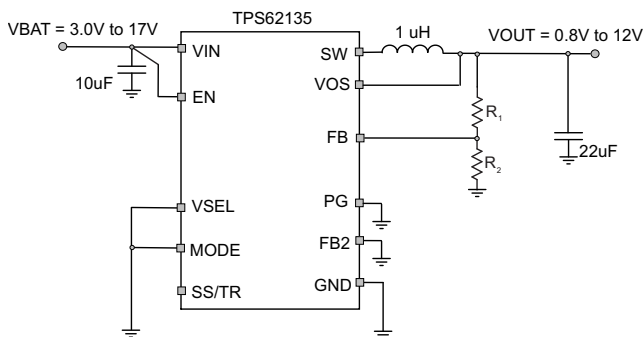 TPS62135
VBAT = 3.0V to 17V
VIN
10uF
EN
VSEL
MODE
SS/TR
SW
1 uH
VOUT = 0.8V to 12V
VOS
R1
FB
R2
22uF
PG
FB2
GND